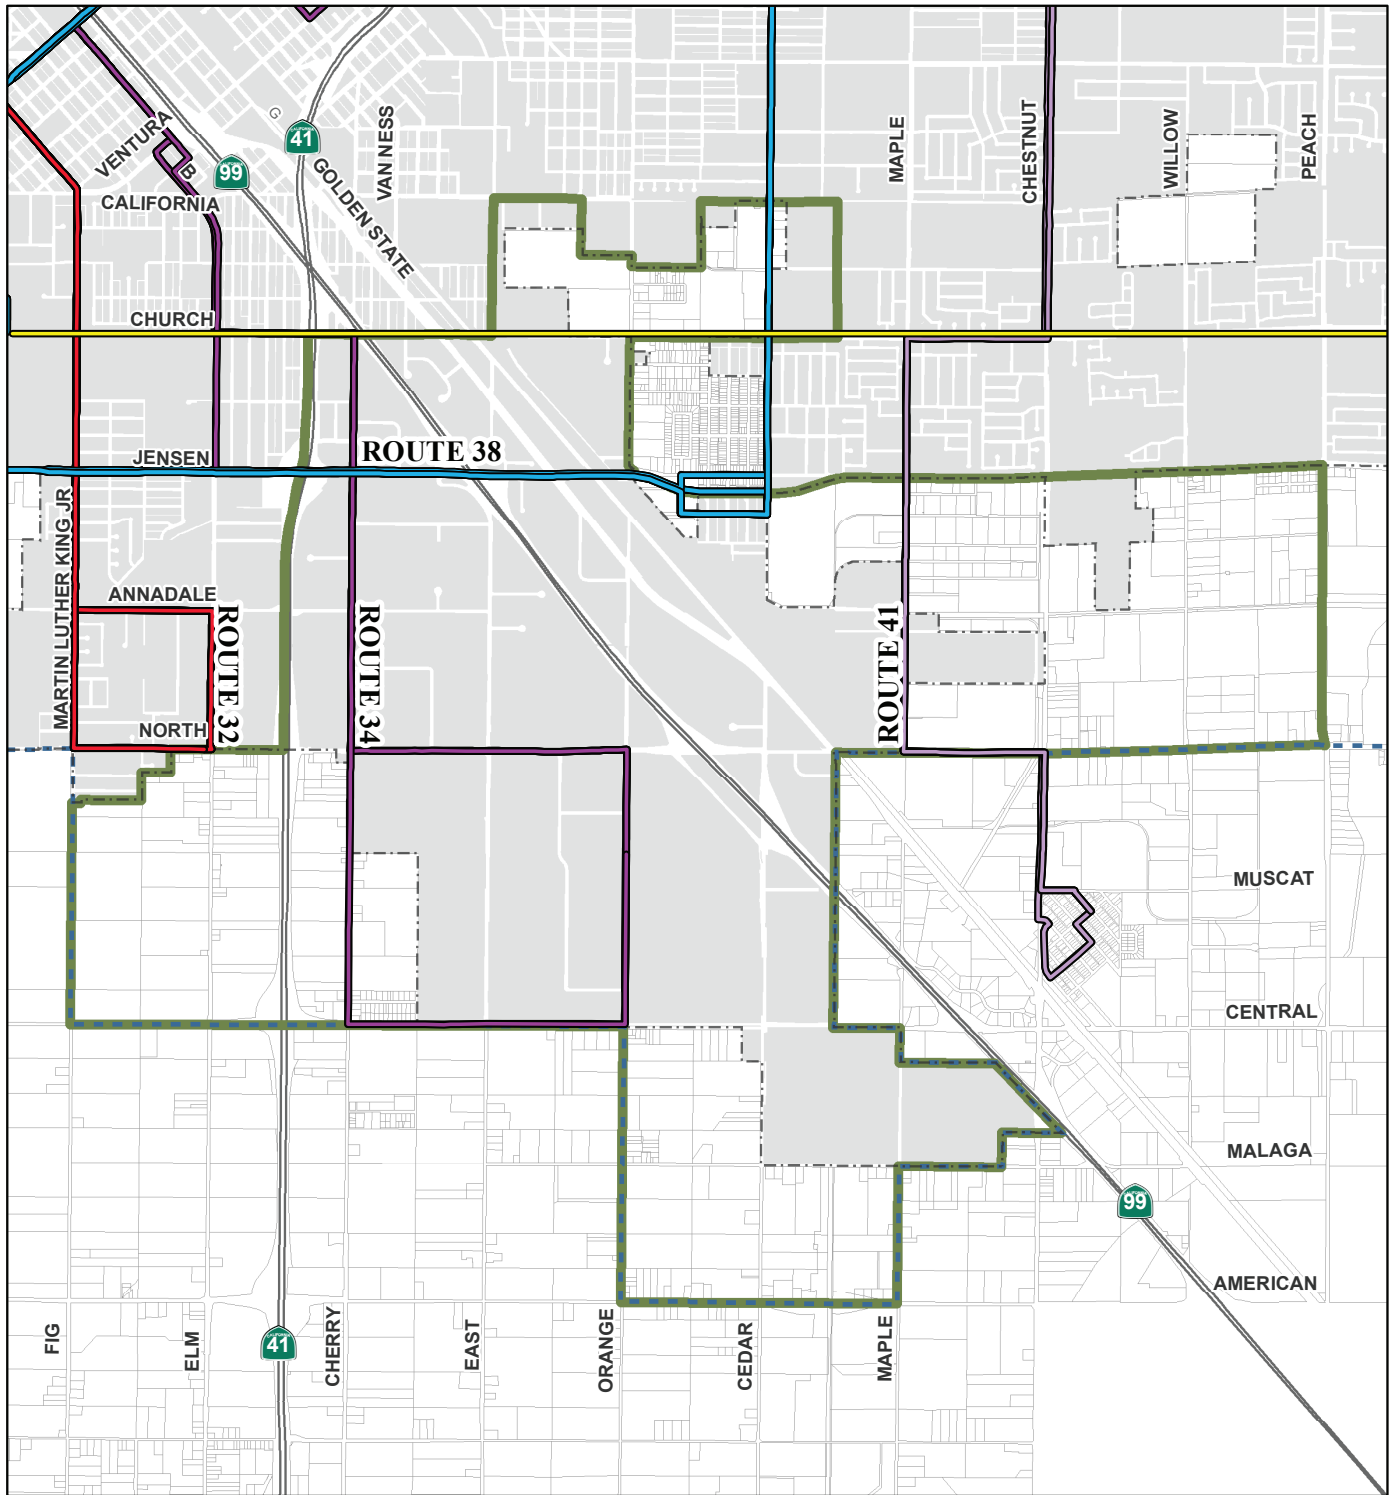 G
41
VENTURA
B
99
VAN NESS
GOLDEN STATE
MAPLE
CHESTNUT
WILLOW
PEACH
CALIFORNIA
CHURCH
JENSEN
ROUTE 38
MARTIN LUTHER KING JR
ANNADALE
ROUTE 32
ROUTE 34
ROUTE 41
NORTH
MUSCAT
CENTRAL
MALAGA
99
AMERICAN
FIG
ELM
41
CHERRY
EAST
ORANGE
CEDAR
MAPLE